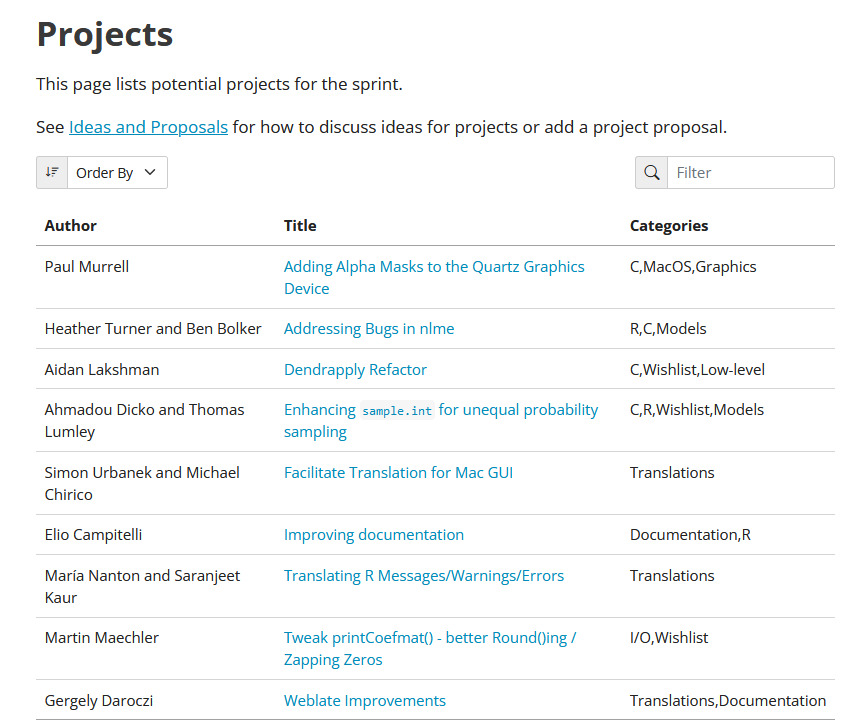 Projects
This page lists potential projects for the sprint.
See Ideas and Proposals for how to discuss ideas for projects or add a project proposal.
Order By Filter
Author Title Categories
Paul Murrell Adding Alpha Masks to the Quartz Graphics C,MacOS,Graphics
Device
Heather Turner and Ben Bolker Addressing Bugs in nlme R,C,Models
Aidan Lakshman Dendrapply Refactor C,Wishlist,Low-level
Ahmadou Dicko and Thomas Enhancing sample.int for unequal probability C,R,Wishlist,Models
Lumley sampling
Simon Urbanek and Michael Facilitate Translation for Mac GUI Translations
Chirico
Elio Campitelli Improving documentation Documentation,R
María Nanton and Saranjeet Translating R Messages/Warnings/Errors Translations
Kaur
Martin Maechler Tweak printCoefmat() - better Round()ing / I/O,Wishlist
Zapping Zeros
Gergely Daroczi Weblate Improvements Translations,Documentation